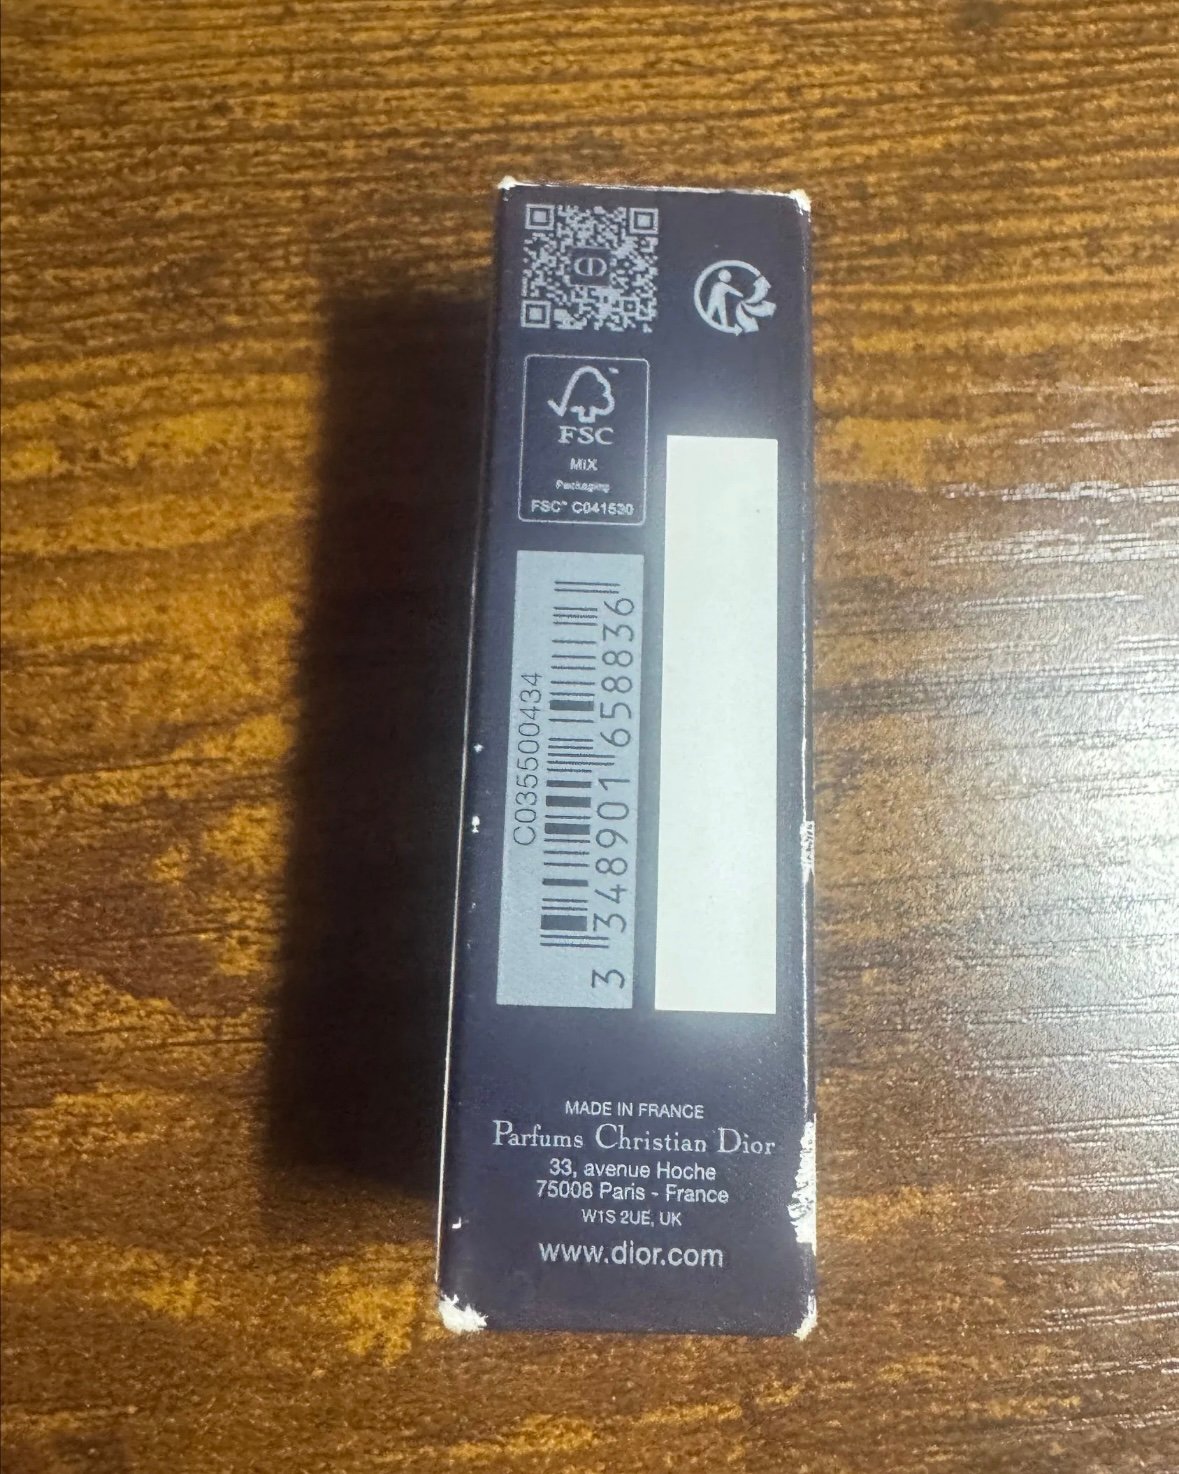 FSC
MIX
Packaging
FSC™ C041530
C035500434
3 348901 658836
MADE IN FRANCE
Parfums Christian Dior
33, avenue Hoche
75008 Paris - France
W1S 2UE, UK
www.dior.com